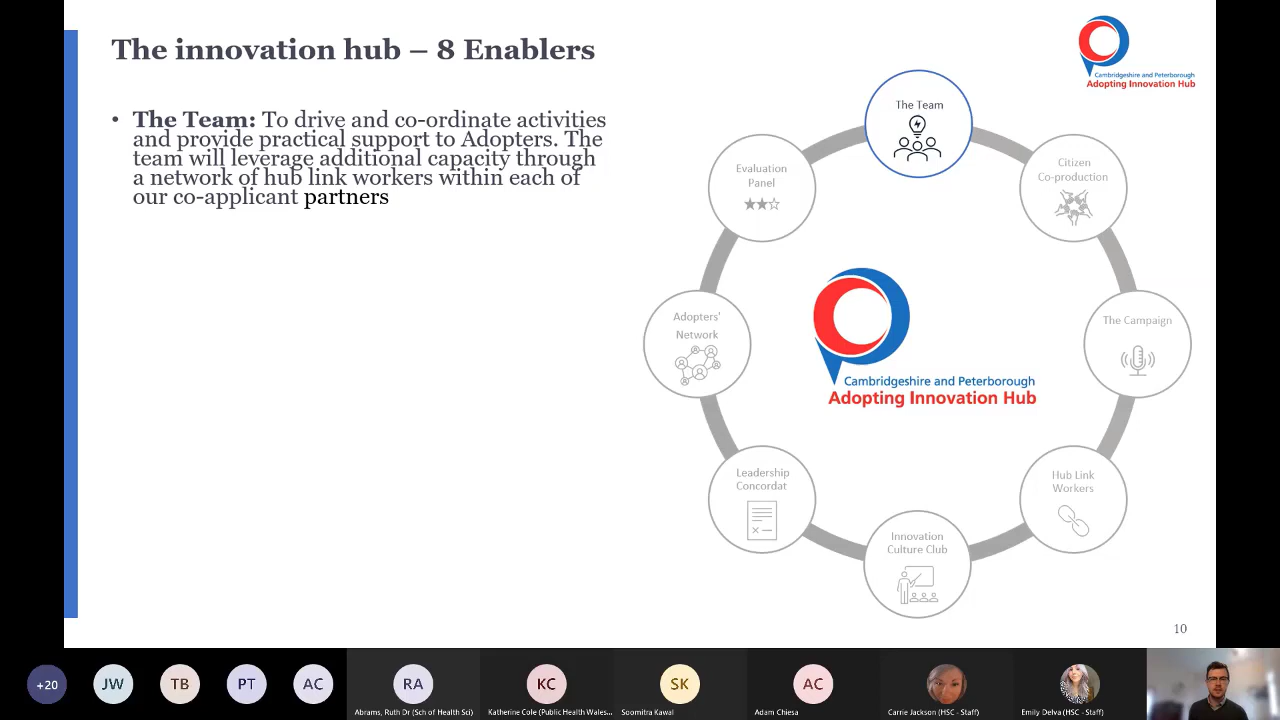 The innovation hub – 8 Enablers
Cambridgeshire and Peterborough
Adopting Innovation Hub
• The Team: To drive and co-ordinate activities
and provide practical support to Adopters. The
team will leverage additional capacity through
a network of hub link workers within each of
our co-applicant partners
The Team
Citizen
Co-production
The Campaign
Hub Link
Workers
Innovation
Culture Club
Leadership
Concordat
Adopters'
Network
Evaluation
Panel
Cambridgeshire and Peterborough
Adopting Innovation Hub
10
+20
JW
TB
PT
AC
RA
KC
SK
AC
Abrams, Ruth Dr (Sch of Health Sci)
Katherine Cole (Public Health Wales...
Soomitra Kawal
Adam Chiesa
Carrie Jackson (HSC - Staff)
Emily Delva (HSC - Staff)